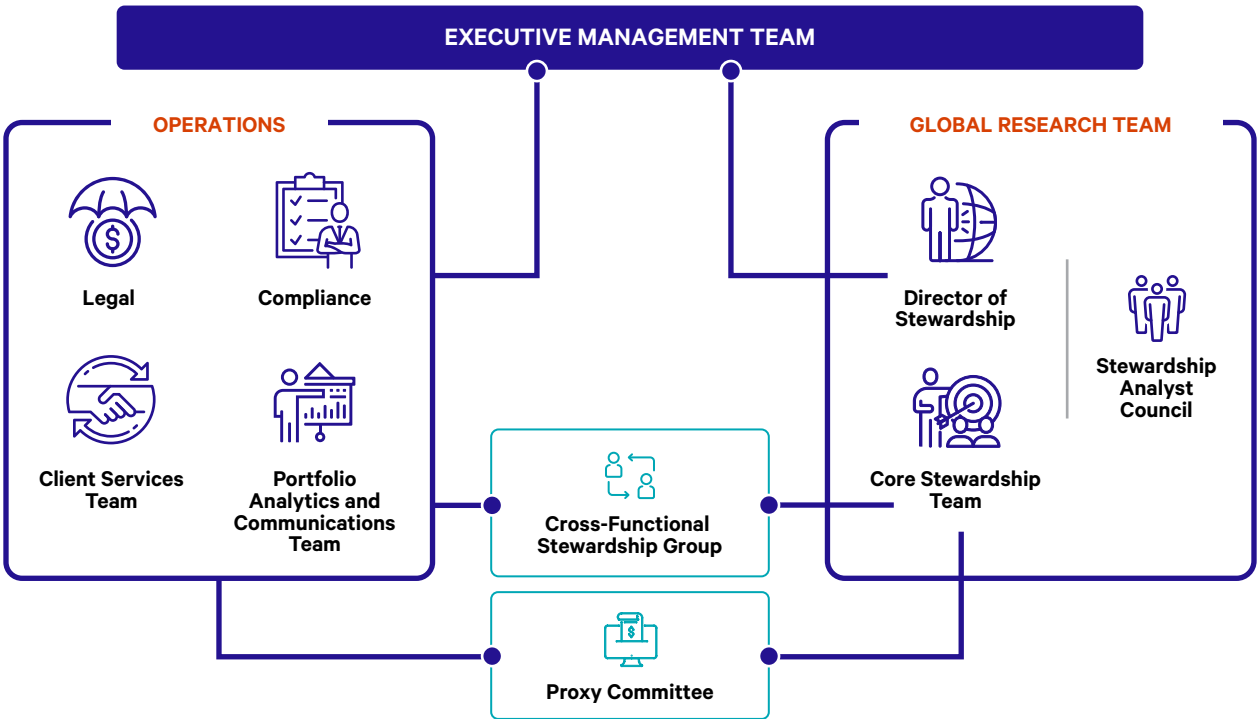 EXECUTIVE MANAGEMENT TEAM
OPERATIONS
Legal
Compliance
Client Services
Team
Portfolio
Analytics and
Communications
Team
Cross-Functional
Stewardship Group
$
Proxy Committee
GLOBAL RESEARCH TEAM
Director of
Stewardship
Core Stewardship
Team
Stewardship
Analyst
Council